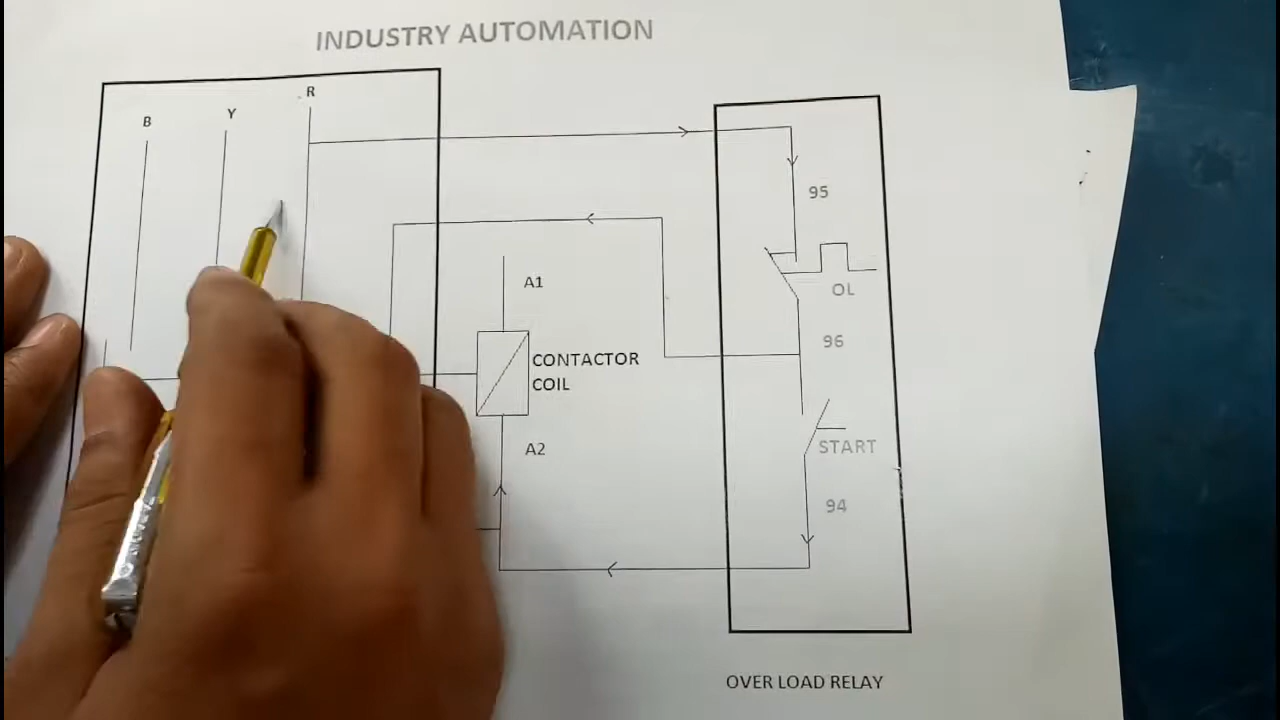 INDUSTRY AUTOMATION
B
Y
R
95
A1
OL
96
CONTACTOR
COIL
A2
START
94
OVER LOAD RELAY